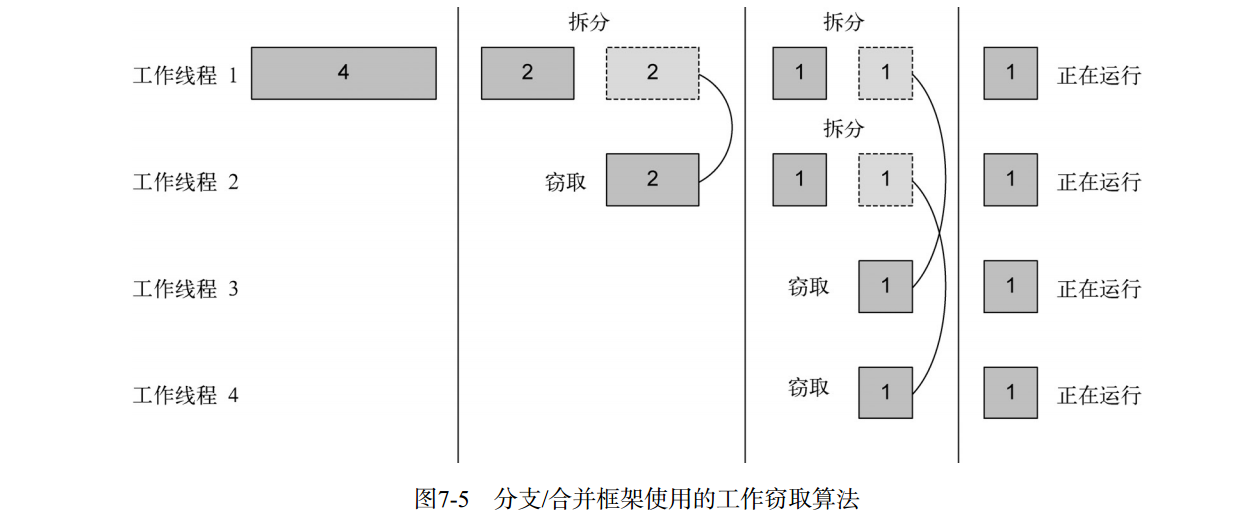 拆分 拆分
工作线程 1 4 2 2 1 1 1 正在运行
拆分
工作线程 2 窃取 2 1 1 1 正在运行
工作线程 3 窃取 1 1 正在运行
工作线程 4 窃取 1 1 正在运行
图7-5 分支/合并框架使用的工作窃取算法